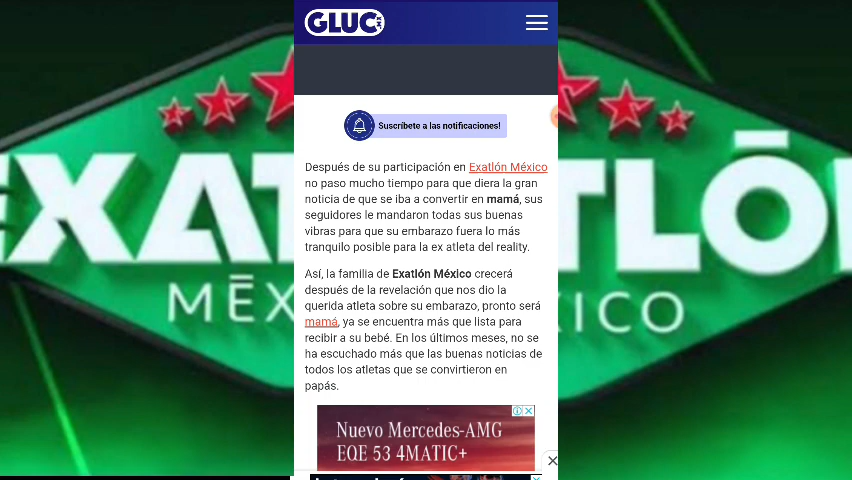 GLUC
.MX
Suscríbete a las notificaciones!
EXATLÓN
MÉXICO
Después de su participación en Exatlón México
no paso mucho tiempo para que diera la gran
noticia de que se iba a convertir en mamá, sus
seguidores le mandaron todas sus buenas
vibras para que su embarazo fuera lo más
tranquilo posible para la ex atleta del reality.
Así, la familia de Exatlón México crecerá
después de la revelación que nos dio la
querida atleta sobre su embarazo, pronto será
mamá, ya se encuentra más que lista para
recibir a su bebé. En los últimos meses, no se
ha escuchado más que las buenas noticias de
todos los atletas que se convirtieron en
papás.
Nuevo Mercedes-AMG
EQE 53 4MATIC+